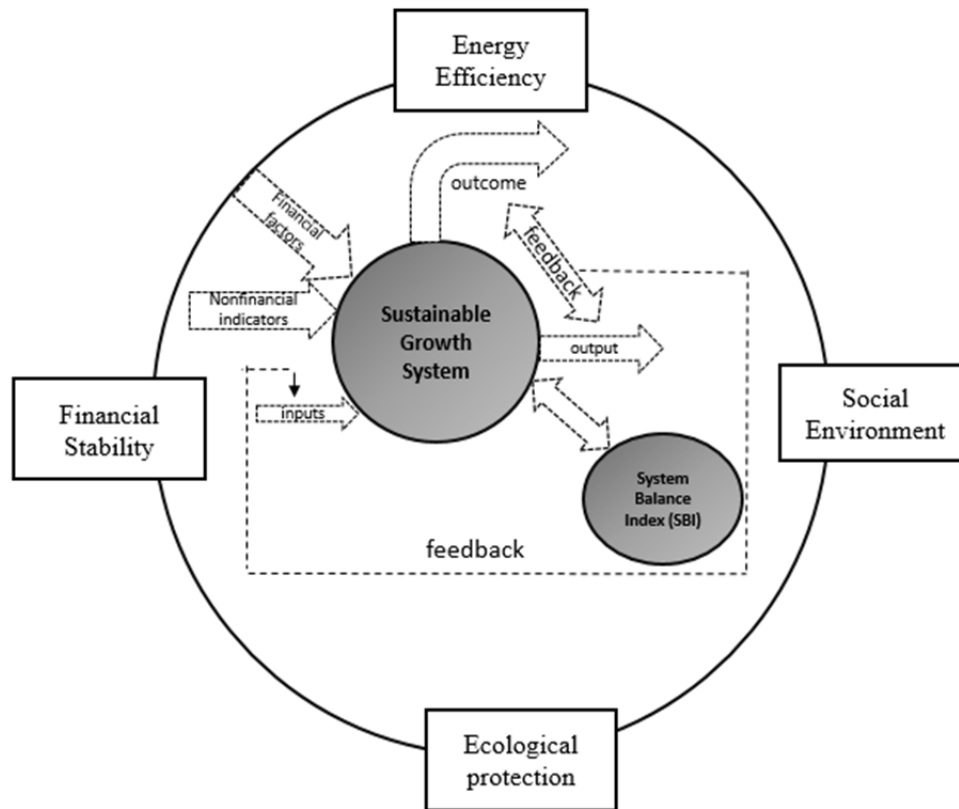 Energy
Efficiency
outcome
Financial
factors
feedback
Nonfinancial
indicators
Sustainable
Growth
System
output
inputs
Financial
Stability
Social
Environment
System
Balance
Index (SBI)
feedback
Ecological
protection